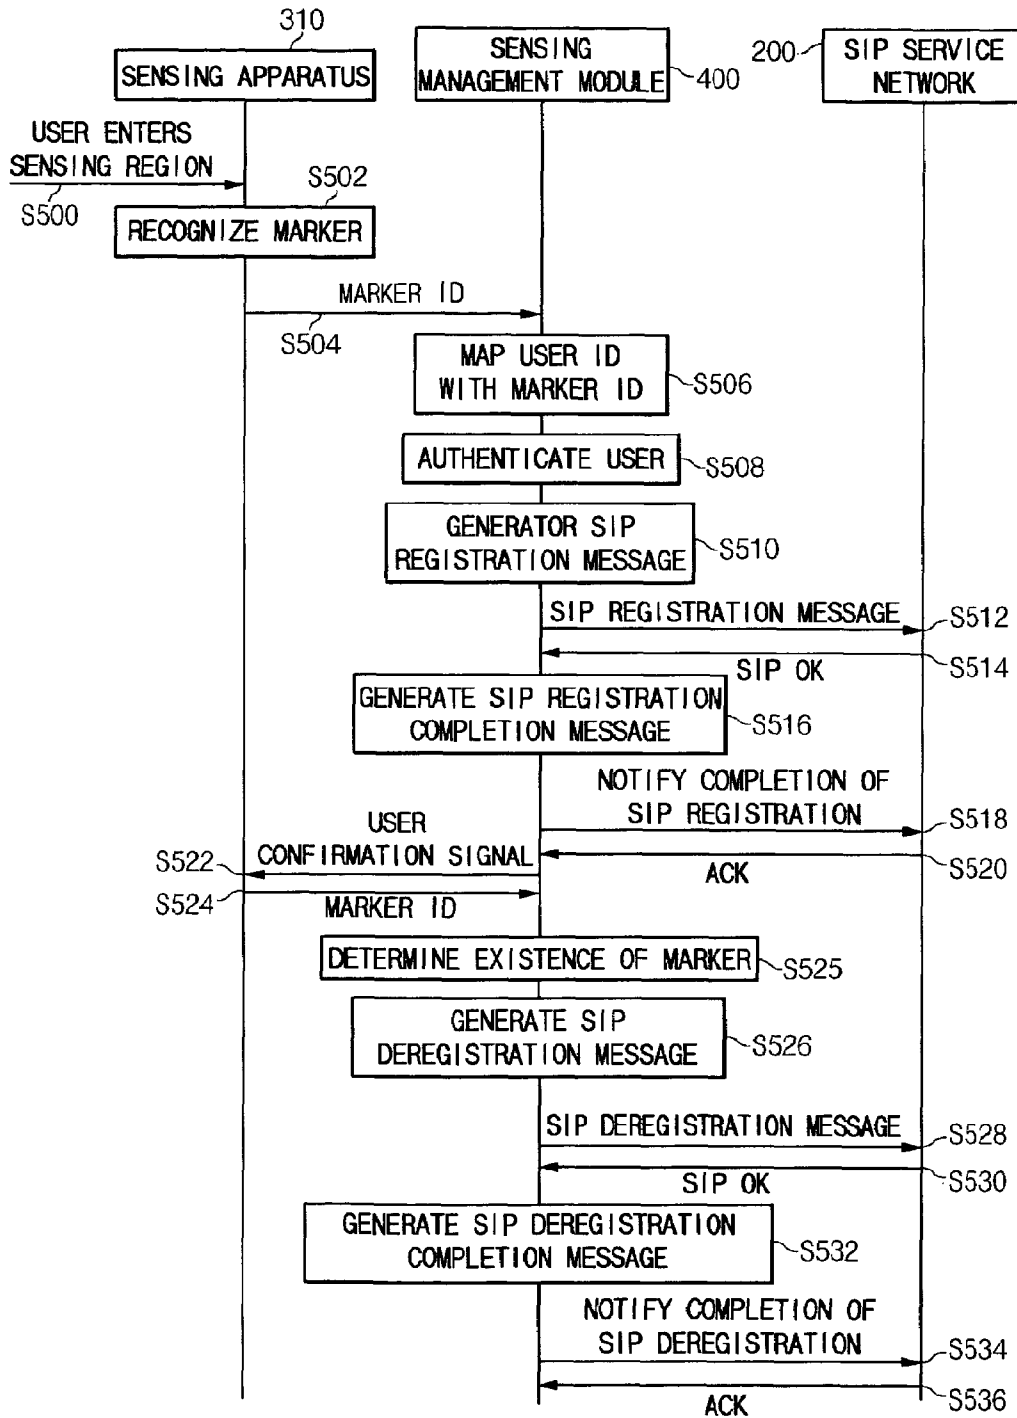 310
SENSING APPARATUS
SENSING
MANAGEMENT MODULE
400
200
SIP SERVICE
NETWORK
USER ENTERS
SENSING REGION
S500
S502
RECOGNIZE MARKER
MARKER ID
S504
MAP USER ID
WITH MARKER ID
S506
AUTHENTICATE USER
S508
GENERATOR SIP
REGISTRATION MESSAGE
S510
SIP REGISTRATION MESSAGE
S512
SIP OK
S514
GENERATE SIP REGISTRATION
COMPLETION MESSAGE
S516
NOTIFY COMPLETION OF
SIP REGISTRATION
S518
ACK
S520
USER
CONFIRMATION SIGNAL
S522
S524
MARKER ID
DETERMINE EXISTENCE OF MARKER
S525
GENERATE SIP
DEREGISTRATION MESSAGE
S526
SIP DEREGISTRATION MESSAGE
S528
SIP OK
S530
GENERATE SIP DEREGISTRATION
COMPLETION MESSAGE
S532
NOTIFY COMPLETION OF
SIP DEREGISTRATION
S534
ACK
S536